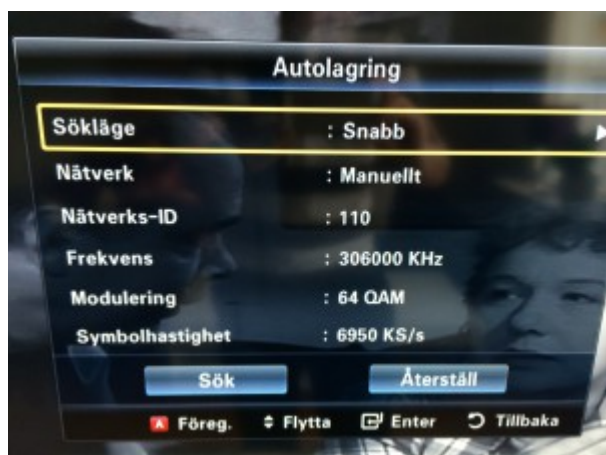 Autolagring
Sökläge : Snabb
Nätverk : Manuellt
Nätverks-ID : 110
Frekvens : 306000 KHz
Modulering : 64 QAM
Symbolhastighet : 6950 KS/s
Sök Återställ
A Föreg. Flytta Enter Tillbaka